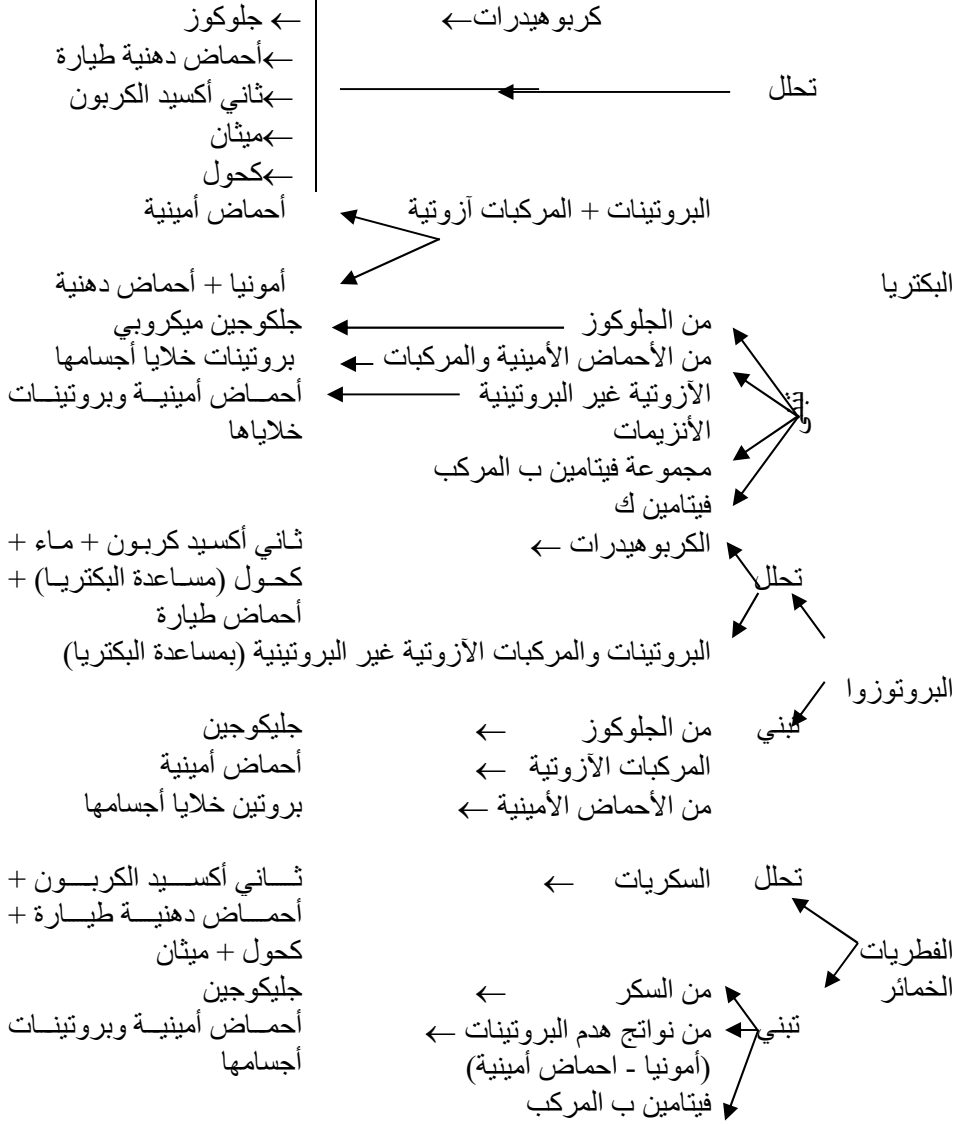 كربوهيدرات← ← جلوكوز
←أحماض دهنية طيارة
تحلل ←ثاني أكسيد الكربون
←ميثان
←كحول
البروتينات + المركبات آزوتية أحماض أمينية
البكتريا أمونيا + أحماض دهنية
من الجلوكوز جلكوجين ميكروبي
من الأحماض الأمينية والمركبات بروتينات خلايا أجسامها
الآزوتية غير البروتينية أحماض أمينية وبروتينات
تبنى الأنزيمات خلاياها
مجموعة فيتامين ب المركب
فيتامين ك
الكربوهيدرات ← ثاني أكسيد كربون + ماء +
تحلل كحول (مساعدة البكتريا) +
أحماض طيارة
البروتينات والمركبات الآزوتية غير البروتينية (بمساعدة البكتريا)
البروتوزوا
تبني من الجلوكوز ← جليكوجين
المركبات الآزوتية ← أحماض أمينية
من الأحماض الأمينية ← بروتين خلايا أجسامها
تحلل السكريات ← ثاني أكسيد الكربون +
أحماض دهنية طيارة +
الفطريات كحول + ميثان
الخمائر من السكر ← جليكوجين
تبني من نواتج هدم البروتينات ← أحماض أمينية وبروتينات
(أمونيا - احماض أمينية) أجسامها
فيتامين ب المركب